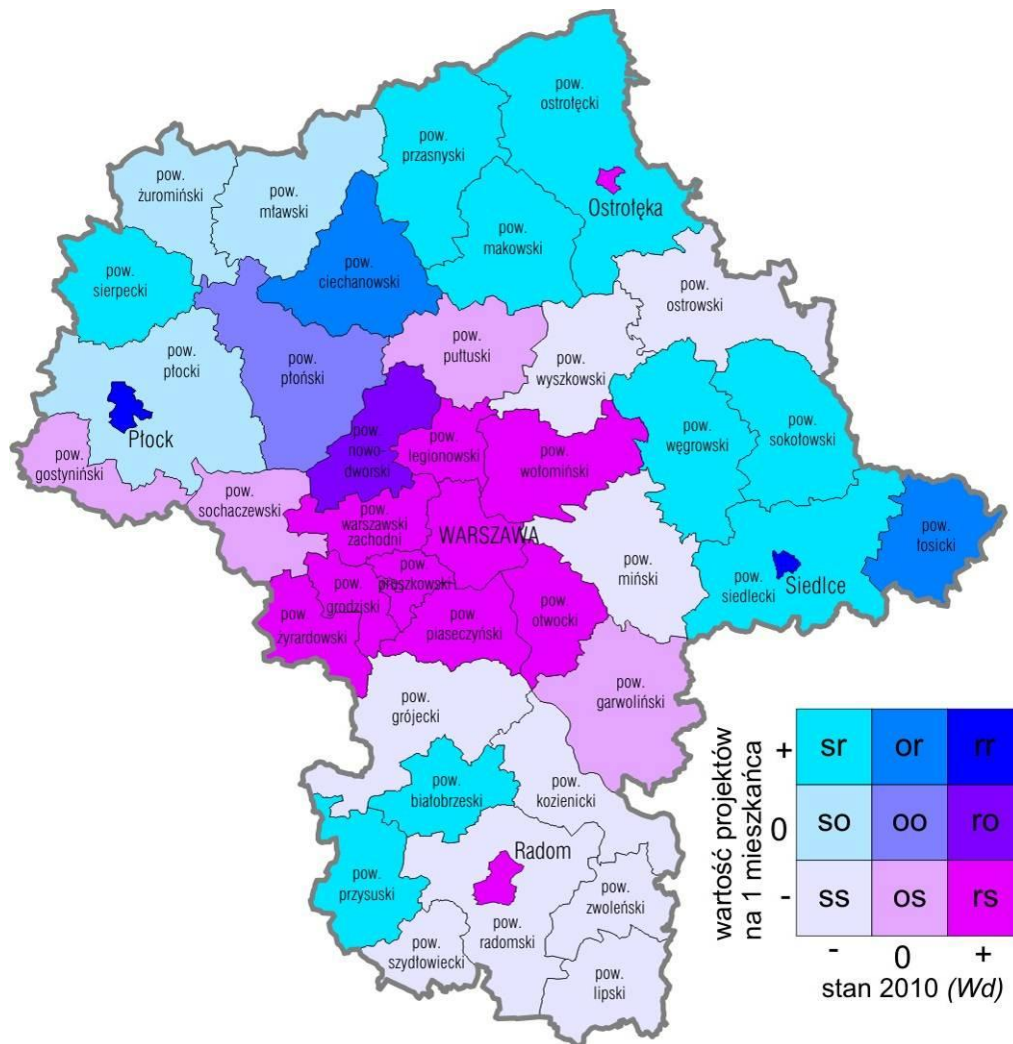 pow.
ostrołęcki
pow.
przasnyski
pow.
żuromiński
pow.
mławski
Ostrołęka
pow.
makowski
pow.
ciechanowski
pow.
sierpecki
pow.
ostrowski
pow.
pułtuski
pow.
wyszkowski
pow.
płocki
pow.
płoński
Płock
pow.
nowo-
dworski
pow.
legionowski
pow.
wołomiński
pow.
węgrowski
pow.
sokołowski
pow.
gostyniński
pow.
sochaczewski
pow.
warszawski
zachodni
WARSZAWA
pow.
miński
pow.
siedlecki
Siedlce
pow.
łosicki
pow.
pruszkowski
pow.
grodziski
pow.
żyrardowski
pow.
piaseczyński
pow.
otwocki
pow.
garwoliński
pow.
grójecki
pow.
białobrzeski
pow.
kozienicki
Radom
pow.
przysuski
pow.
radomski
pow.
zwoleński
pow.
szydłowiecki
pow.
lipski
wartość projektów
na 1 mieszkańca
+ sr or rr
0 so oo ro
- ss os rs
- 0 +
stan 2010 (Wd)